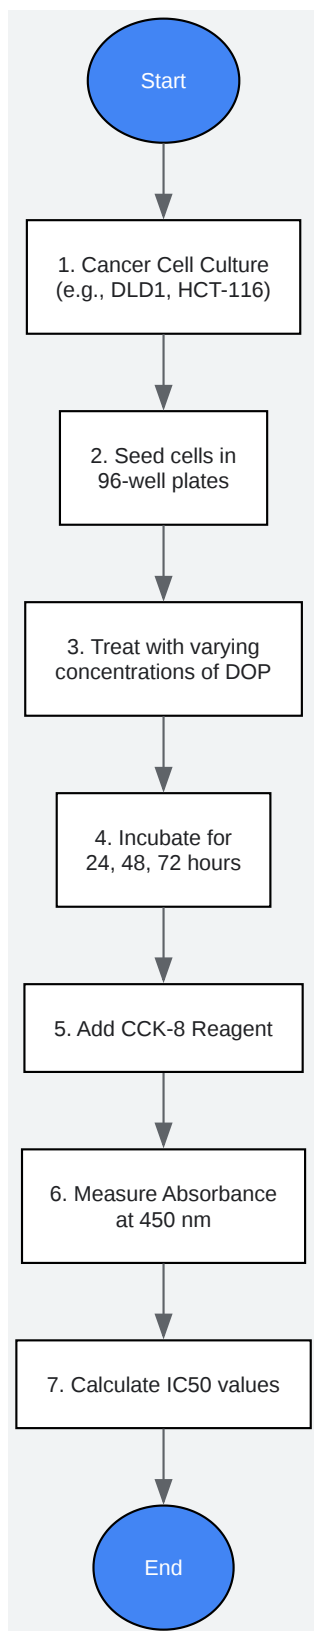 Start
1. Cancer Cell Culture
(e.g., DLD1, HCT-116)
2. Seed cells in
96-well plates
3. Treat with varying
concentrations of DOP
4. Incubate for
24, 48, 72 hours
5. Add CCK-8 Reagent
6. Measure Absorbance
at 450 nm
7. Calculate IC50 values
End